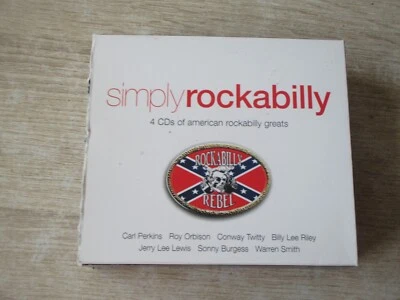 simplyrockabilly
4 CDs of american rockabilly greats
ROCKABILLY
REBEL
Carl Perkins Roy Orbison Conway Twitty Billy Lee Riley
Jerry Lee Lewis Sonny Burgess Warren Smith